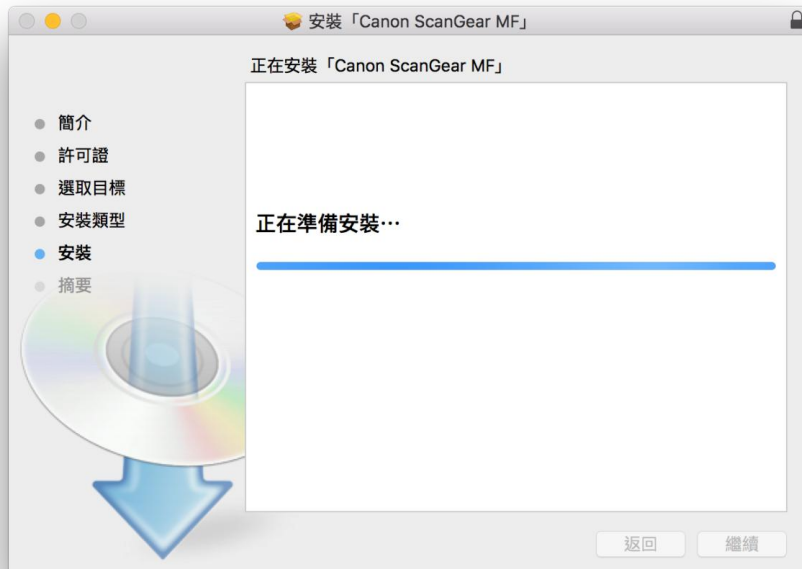 安裝「Canon ScanGear MF」
正在安裝「Canon ScanGear MF」
簡介
許可證
選取目標
安裝類型
安裝
摘要
正在準備安裝⋯
返回
繼續